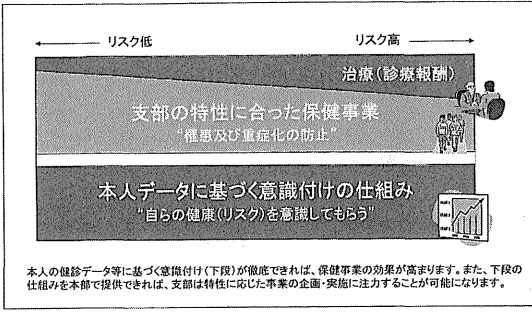 リスク低 リスク高
治療(診療報酬)
支部の特性に合った保健事業
“罹患及び重症化の防止”
本人データに基づく意識付けの仕組み
“自らの健康(リスク)を意識してもらう”
本人の健診データ等に基づく意識付け(下段)が徹底できれば、保健事業の効果が高まります。また、下段の
仕組みを本部で提供できれば、支部は特性に応じた事業の企画・実施に注力することが可能になります。